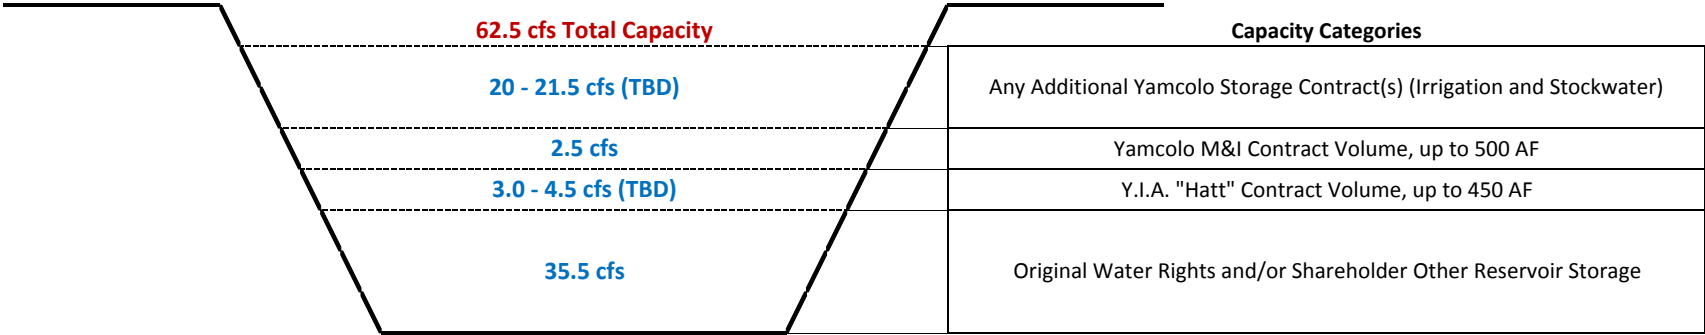 62.5 cfs Total Capacity
Capacity Categories
20 - 21.5 cfs (TBD)
Any Additional Yamcolo Storage Contract(s) (Irrigation and Stockwater)
2.5 cfs
Yamcolo M&I Contract Volume, up to 500 AF
3.0 - 4.5 cfs (TBD)
Y.I.A. "Hatt" Contract Volume, up to 450 AF
35.5 cfs
Original Water Rights and/or Shareholder Other Reservoir Storage